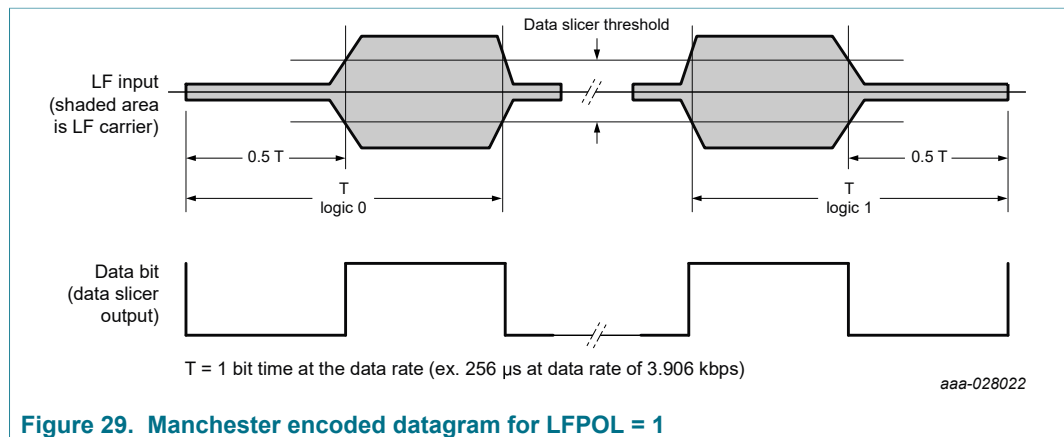 Data slicer threshold
LF input
(shaded area
is LF carrier)
0.5 T
0.5 T
T
logic 0
T
logic 1
Data bit
(data slicer
output)
T = 1 bit time at the data rate (ex. 256 µs at data rate of 3.906 kbps)
aaa-028022
Figure 29. Manchester encoded datagram for LFPOL = 1